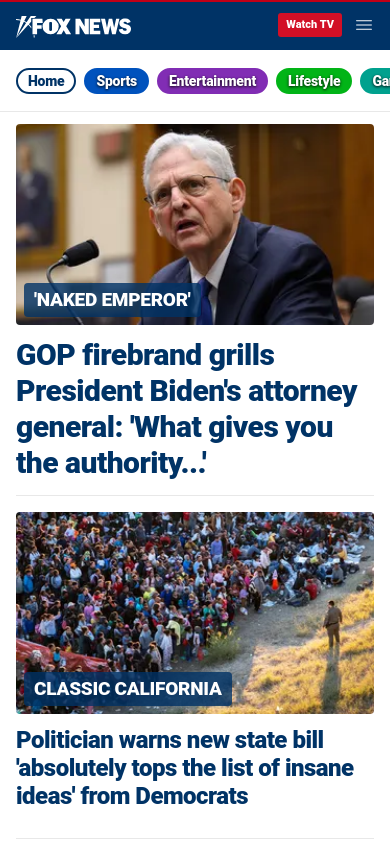 FOX NEWS
Watch TV
Home
Sports
Entertainment
Lifestyle
'NAKED EMPEROR'
GOP firebrand grills
President Biden's attorney
general: 'What gives you
the authority...'
CLASSIC CALIFORNIA
Politician warns new state bill
'absolutely tops the list of insane
ideas' from Democrats